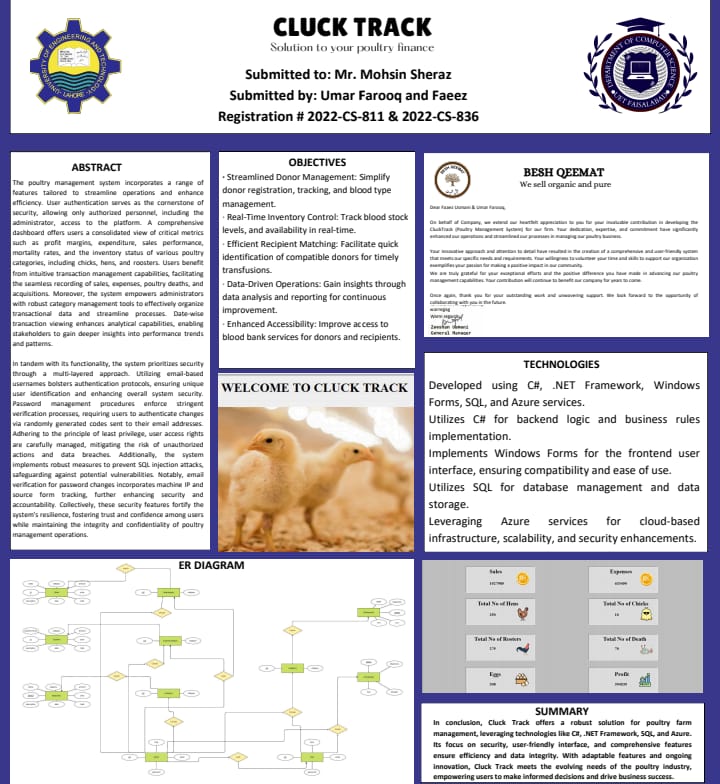 CLUCK TRACK
Solution to your poultry finance
Submitted to: Mr. Mohsin Sheraz
Submitted by: Umar Farooq and Faeez
Registration # 2022-CS-811 & 2022-CS-836
UNIVERSITY OF ENGINEERING AND TECHNOLOGY
LAHORE
DEPARTMENT OF COMPUTER SCIENCE
UET FAISALABAD
ABSTRACT
The poultry management system incorporates a range of
features tailored to streamline operations and enhance
efficiency. User authentication serves as the cornerstone of
security, allowing only authorized personnel, including the
administrator, access to the platform. A comprehensive
dashboard offers users a consolidated view of critical metrics
such as profit margins, expenditure, sales performance,
mortality rates, and the inventory status of various poultry
categories, including chicks, hens, and roosters. Users benefit
from intuitive transaction management capabilities, facilitating
the seamless recording of sales, expenses, poultry deaths, and
acquisitions. Moreover, the system empowers administrators
with robust category management tools to effectively organize
transactional data and streamline processes. Date-wise
transaction viewing enhances analytical capabilities, enabling
stakeholders to gain deeper insights into performance trends
and patterns.
In tandem with its functionality, the system prioritizes security
through a multi-layered approach. Utilizing email-based
usernames bolsters authentication protocols, ensuring unique
user identification and enhancing overall system security.
Password management procedures enforce stringent
verification processes, requiring users to authenticate changes
via randomly generated codes sent to their email addresses.
Adhering to the principle of least privilege, user access rights
are carefully managed, mitigating the risk of unauthorized
actions and data breaches. Additionally, the system
implements robust measures to prevent SQL injection attacks,
safeguarding against potential vulnerabilities. Notably, email
verification for password changes incorporates machine IP and
source form tracking, further enhancing security and
accountability. Collectively, these security features fortify the
system's resilience, fostering trust and confidence among users
while maintaining the integrity and confidentiality of poultry
management operations.
OBJECTIVES
· Streamlined Donor Management: Simplify
donor registration, tracking, and blood type
management.
· Real-Time Inventory Control: Track blood stock
levels, and availability in real-time.
· Efficient Recipient Matching: Facilitate quick
identification of compatible donors for timely
transfusions.
· Data-Driven Operations: Gain insights through
data analysis and reporting for continuous
improvement.
· Enhanced Accessibility: Improve access to
blood bank services for donors and recipients.
WELCOME TO CLUCK TRACK
BESH QEEMAT
BESH QEEMAT
We sell organic and pure
Dear Faeez Usmani & Umar Farooq,
On behalf of Company, we extend our heartfelt appreciation to you for your invaluable contribution in developing the
CluckTrack (Poultry Management System) for our firm. Your dedication, expertise, and commitment have significantly
enhanced our operations and streamlined our processes in managing our poultry business.
Your innovative approach and attention to detail have resulted in the creation of a comprehensive and user-friendly system
that meets our specific needs and requirements. Your willingness to volunteer your time and skills to support our organization
exemplifies your passion for making a positive impact in our community.
We are truly grateful for your exceptional efforts and the positive difference you have made in advancing our poultry
management capabilities. Your contribution will continue to benefit our company for years to come.
Once again, thank you for your outstanding work and unwavering support. We look forward to the opportunity of
collaborating with you in the future.
Warm regards
Zeeshan Usmani
General Manager
TECHNOLOGIES
Developed using C#, .NET Framework, Windows
Forms, SQL, and Azure services.
Utilizes C# for backend logic and business rules
implementation.
Implements Windows Forms for the frontend user
interface, ensuring compatibility and ease of use.
Utilizes SQL for database management and data
storage.
Leveraging Azure services for cloud-based
infrastructure, scalability, and security enhancements.
ER DIAGRAM
Sales
Expenses
Total No of Hens
Total No of Chicks
Total No of Rosters
Total No of Death
Eggs
Profit
SUMMARY
In conclusion, Cluck Track offers a robust solution for poultry farm
management, leveraging technologies like C#, .NET Framework, SQL, and Azure.
Its focus on security, user-friendly interface, and comprehensive features
ensure efficiency and data integrity. With adaptable features and ongoing
innovation, Cluck Track meets the evolving needs of the poultry industry,
empowering users to make informed decisions and drive business success.